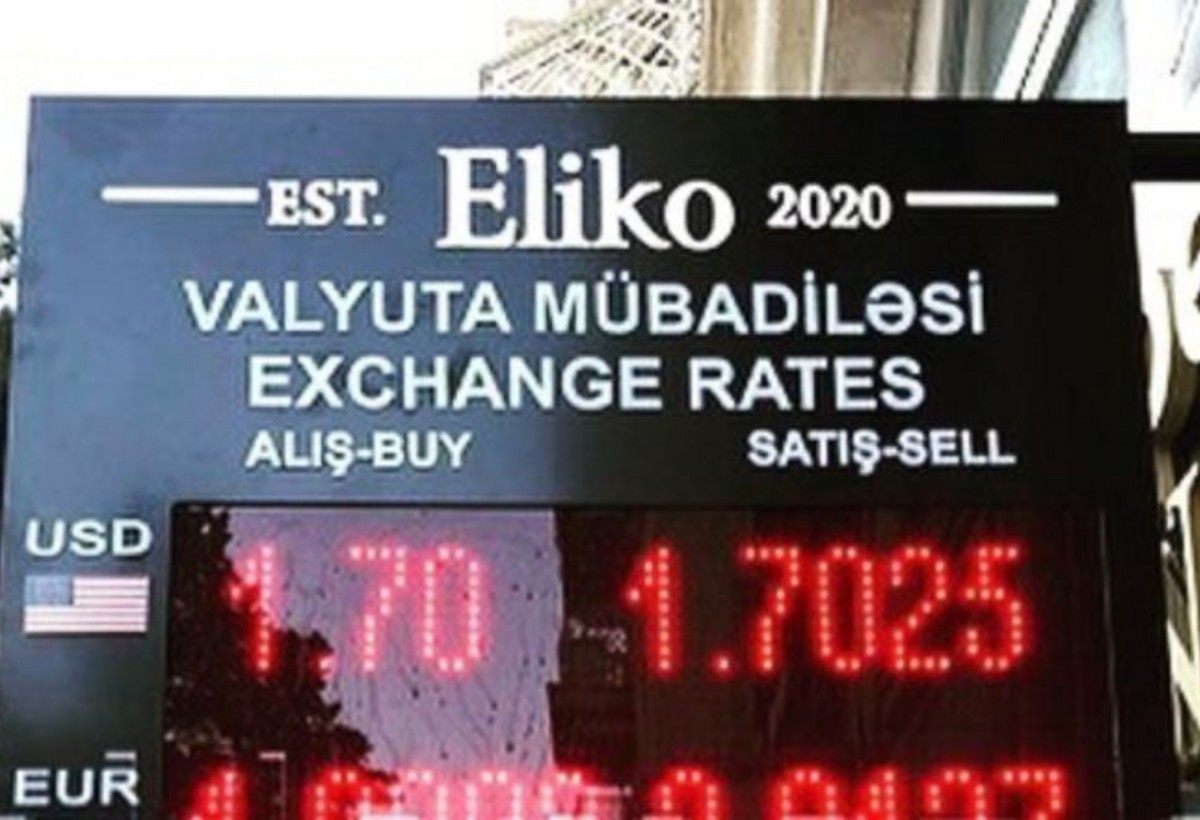 EST. Eliko 2020
VALYUTA MÜBADİLƏSİ
EXCHANGE RATES
ALIŞ-BUY SATIŞ-SELL
USD 1.70 1.7025
EUR